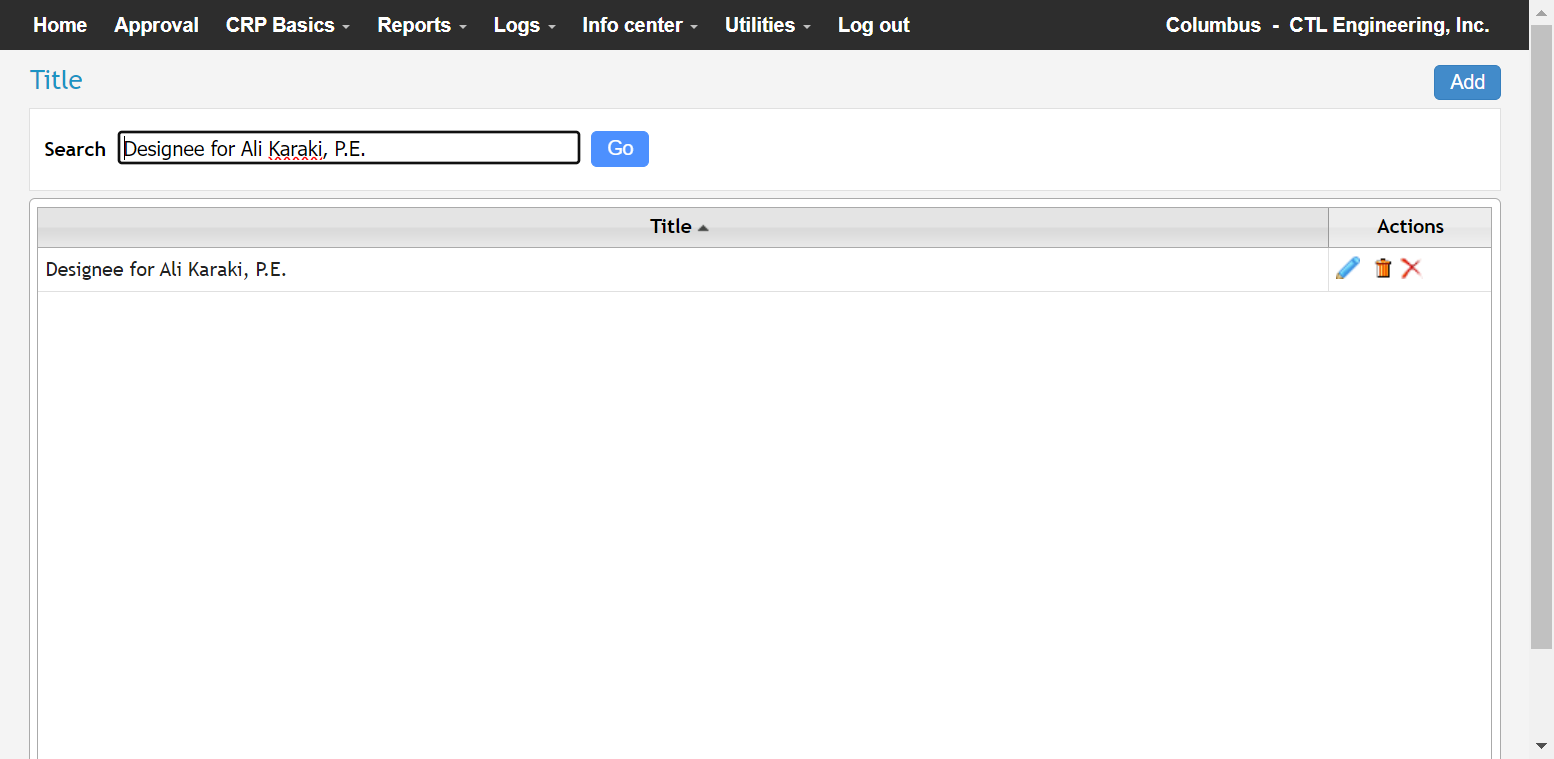 Home Approval CRP Basics Reports Logs Info center Utilities Log out Columbus - CTL Engineering, Inc.
Title Add
Search Designee for Ali Karaki, P.E. Go
Title Actions
Designee for Ali Karaki, P.E.